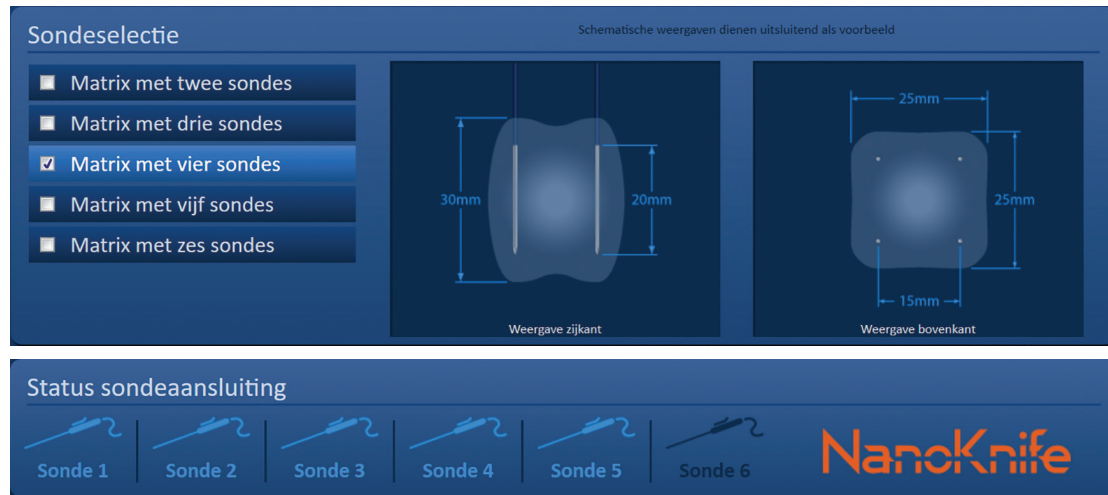 Sondeselectie
Schematische weergaven dienen uitsluitend als voorbeeld
Matrix met twee sondes
Matrix met drie sondes
Matrix met vier sondes
Matrix met vijf sondes
Matrix met zes sondes
30mm
20mm
Weergave zijkant
25mm
25mm
15mm
Weergave bovenkant
Status sondeaansluiting
Sonde 1
Sonde 2
Sonde 3
Sonde 4
Sonde 5
Sonde 6
NanoKnife